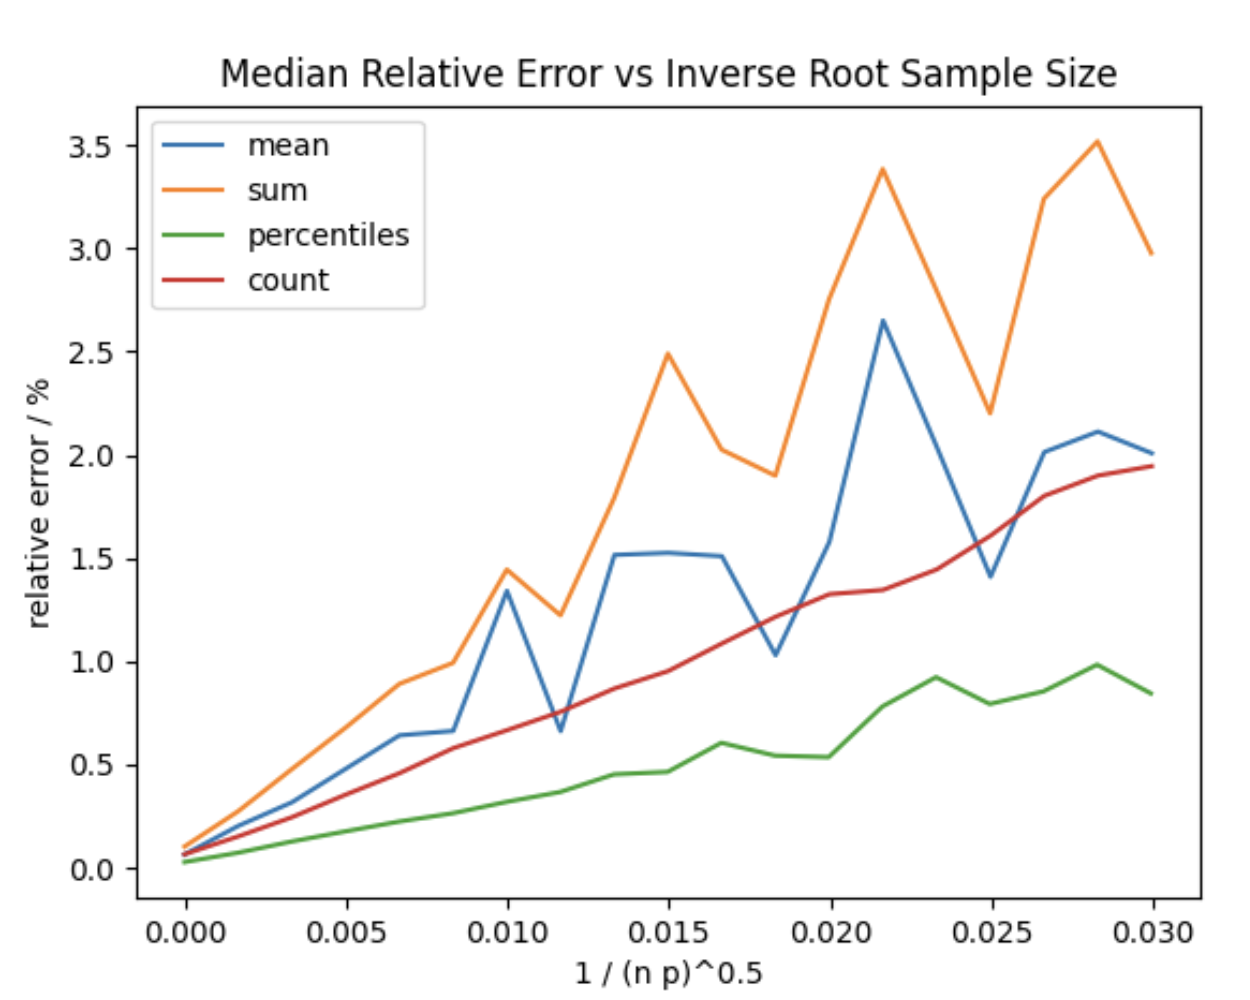 Median Relative Error vs Inverse Root Sample Size
mean
sum
percentiles
count
relative error / %
3.5
3.0
2.5
2.0
1.5
1.0
0.5
0.0
0.000 0.005 0.010 0.015 0.020 0.025 0.030
1 / (n p)^0.5